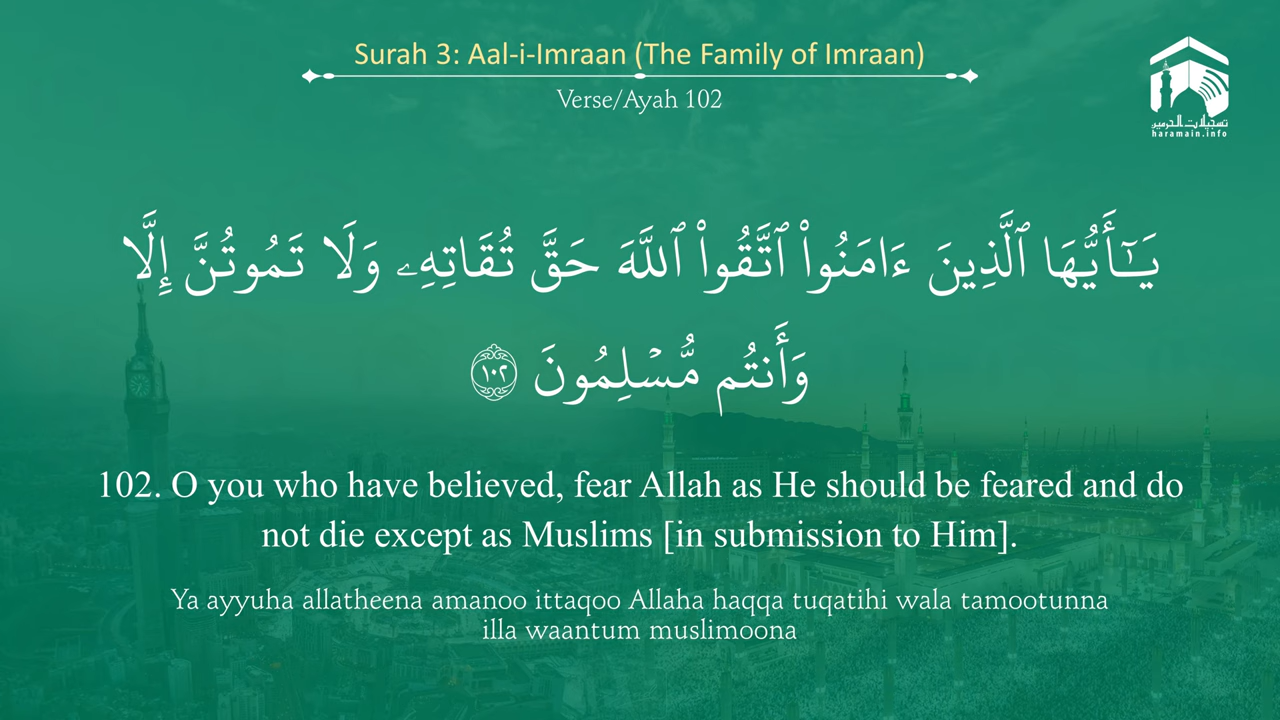 Surah 3: Aal-i-Imraan (The Family of Imraan)
Verse/Ayah 102
تسجيلات الحرمين
haramain.info
يَـٰٓأَيُّهَا ٱلَّذِينَ ءَامَنُوا۟ ٱتَّقُوا۟ ٱللَّهَ حَقَّ تُقَاتِهِۦ وَلَا تَمُوتُنَّ إِلَّا
وَأَنتُم مُّسْلِمُونَ ١٠٢
102. O you who have believed, fear Allah as He should be feared and do
not die except as Muslims [in submission to Him].
Ya ayyuha allatheena amanoo ittaqoo Allaha haqqa tuqatihi wala tamootunna
illa waantum muslimoona